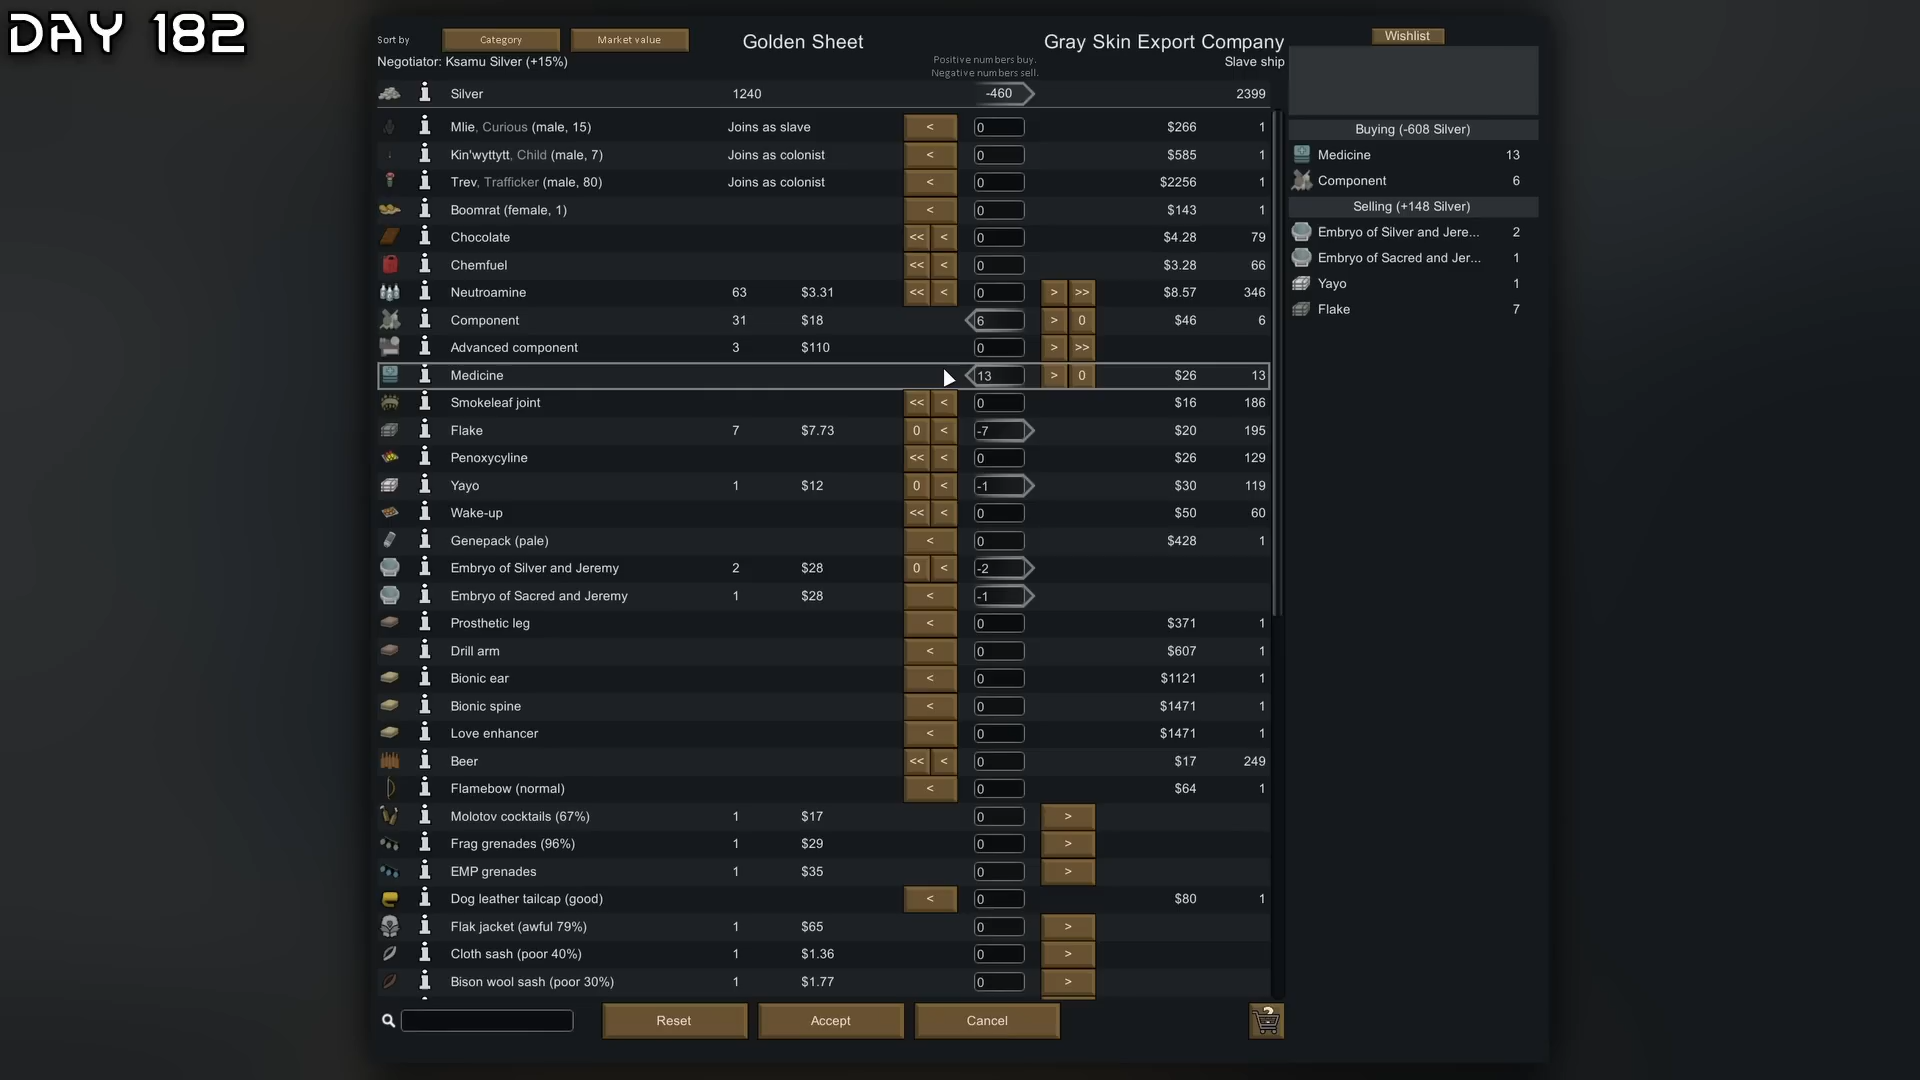 DAY 182
Sort by Category Market value Golden Sheet Gray Skin Export Company Wishlist
Negotiator: Ksamu Silver (+15%) Positive numbers buy. Slave ship
Negative numbers sell.
Silver 1240 -460 2399
Mlie, Curious (male, 15) Joins as slave < 0 $266 1
Kin'wyttytt, Child (male, 7) Joins as colonist < 0 $585 1
Trev, Trafficker (male, 80) Joins as colonist < 0 $2256 1
Boomrat (female, 1) < 0 $143 1
Chocolate << < 0 $4.28 79
Chemfuel << < 0 $3.28 66
Neutroamine 63 $3.31 << < 0 > >> $8.57 346
Component 31 $18 6 > 0 $46 6
Advanced component 3 $110 0 > >>
Medicine 13 > 0 $26 13
Smokeleaf joint << < 0 $16 186
Flake 7 $7.73 0 < -7 $20 195
Penoxycyline << < 0 $26 129
Yayo 1 $12 0 < -1 $30 119
Wake-up << < 0 $50 60
Genepack (pale) < 0 $428 1
Embryo of Silver and Jeremy 2 $28 0 < -2
Embryo of Sacred and Jeremy 1 $28 < -1
Prosthetic leg < 0 $371 1
Drill arm < 0 $607 1
Bionic ear < 0 $1121 1
Bionic spine < 0 $1471 1
Love enhancer < 0 $1471 1
Beer << < 0 $17 249
Flamebow (normal) < 0 $64 1
Molotov cocktails (67%) 1 $17 0 >
Frag grenades (96%) 1 $29 0 >
EMP grenades 1 $35 0 >
Dog leather tailcap (good) < 0 $80 1
Flak jacket (awful 79%) 1 $65 0 >
Cloth sash (poor 40%) 1 $1.36 0 >
Bison wool sash (poor 30%) 1 $1.77 0 >
Reset Accept Cancel ?
Buying (-608 Silver)
Medicine 13
Component 6
Selling (+148 Silver)
Embryo of Silver and Jere... 2
Embryo of Sacred and Jer... 1
Yayo 1
Flake 7